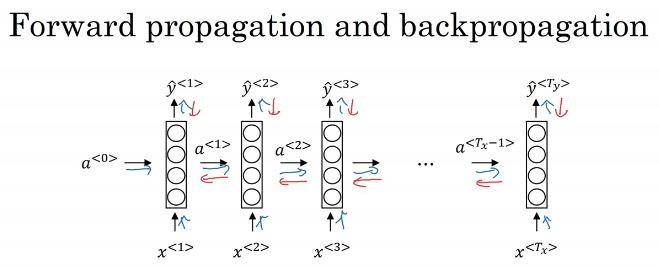 Forward propagation and backpropagation
ŷ<1> ŷ<2> ŷ<3> ŷ<Ty>
a<0> a<1> a<2> ... a<Tx−1>
x<1> x<2> x<3> x<Tx>